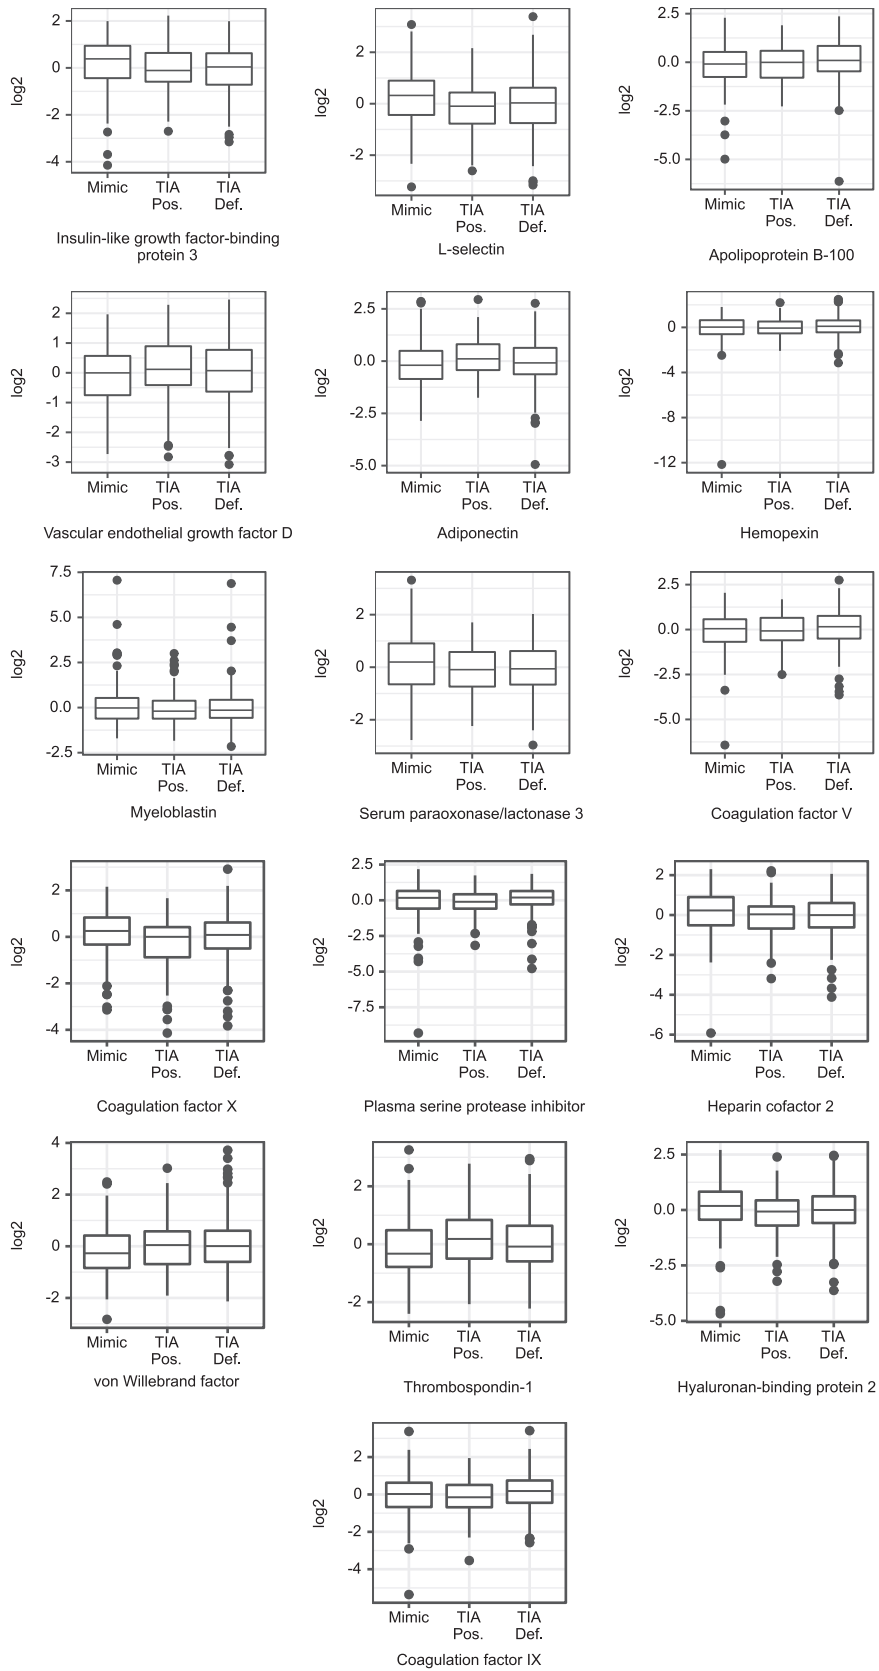 log2
2
0
-2
-4
Mimic TIA Pos. TIA Def.
Insulin-like growth factor-binding
protein 3
log2
2
0
-2
Mimic TIA Pos. TIA Def.
L-selectin
log2
2.5
0.0
-2.5
-5.0
Mimic TIA Pos. TIA Def.
Apolipoprotein B-100
log2
2
1
0
-1
-2
-3
Mimic TIA Pos. TIA Def.
Vascular endothelial growth factor D
log2
2.5
0.0
-2.5
-5.0
Mimic TIA Pos. TIA Def.
Adiponectin
log2
0
-4
-8
-12
Mimic TIA Pos. TIA Def.
Hemopexin
log2
7.5
5.0
2.5
0.0
-2.5
Mimic TIA Pos. TIA Def.
Myeloblastin
log2
2
0
-2
Mimic TIA Pos. TIA Def.
Serum paraoxonase/lactonase 3
log2
2.5
0.0
-2.5
-5.0
Mimic TIA Pos. TIA Def.
Coagulation factor V
log2
2
0
-2
-4
Mimic TIA Pos. TIA Def.
Coagulation factor X
log2
2.5
0.0
-2.5
-5.0
-7.5
Mimic TIA Pos. TIA Def.
Plasma serine protease inhibitor
log2
2
0
-2
-4
-6
Mimic TIA Pos. TIA Def.
Heparin cofactor 2
log2
4
2
0
-2
Mimic TIA Pos. TIA Def.
von Willebrand factor
log2
2
0
-2
Mimic TIA Pos. TIA Def.
Thrombospondin-1
log2
2.5
0.0
-2.5
-5.0
Mimic TIA Pos. TIA Def.
Hyaluronan-binding protein 2
log2
2
0
-2
-4
Mimic TIA Pos. TIA Def.
Coagulation factor IX